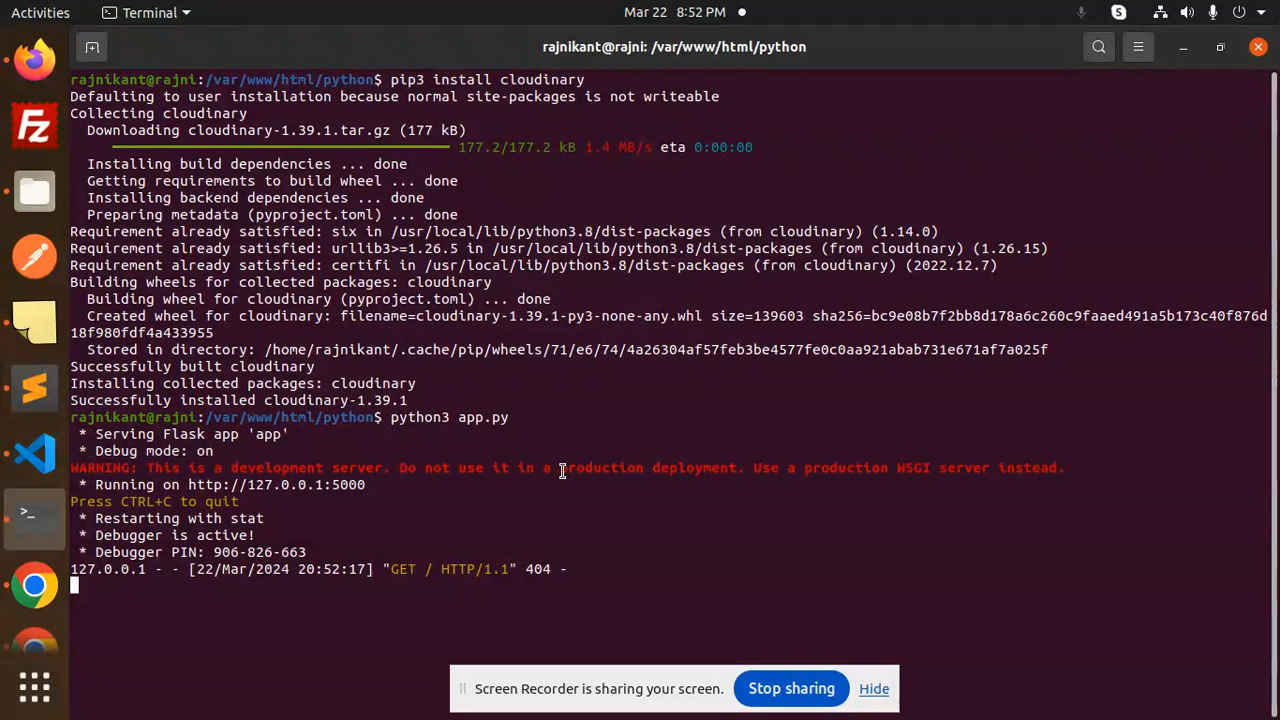 Activities
Terminal
Mar 22 8:52 PM
rajnikant@rajni: /var/www/html/python
rajnikant@rajni:/var/www/html/python$ pip3 install cloudinary
Defaulting to user installation because normal site-packages is not writeable
Collecting cloudinary
Downloading cloudinary-1.39.1.tar.gz (177 kB)
177.2/177.2 kB 1.4 MB/s eta 0:00:00
Installing build dependencies ... done
Getting requirements to build wheel ... done
Installing backend dependencies ... done
Preparing metadata (pyproject.toml) ... done
Requirement already satisfied: six in /usr/local/lib/python3.8/dist-packages (from cloudinary) (1.14.0)
Requirement already satisfied: urllib3>=1.26.5 in /usr/local/lib/python3.8/dist-packages (from cloudinary) (1.26.15)
Requirement already satisfied: certifi in /usr/local/lib/python3.8/dist-packages (from cloudinary) (2022.12.7)
Building wheels for collected packages: cloudinary
Building wheel for cloudinary (pyproject.toml) ... done
Created wheel for cloudinary: filename=cloudinary-1.39.1-py3-none-any.whl size=139603 sha256=bc9e08b7f2bb8d178a6c260c9faaed491a5b173c40f876d
18f980fdf4a433955
Stored in directory: /home/rajnikant/.cache/pip/wheels/71/e6/74/4a26304af57feb3be4577fe0c0aa921abab731e671af7a025f
Successfully built cloudinary
Installing collected packages: cloudinary
Successfully installed cloudinary-1.39.1
rajnikant@rajni:/var/www/html/python$ python3 app.py
* Serving Flask app 'app'
* Debug mode: on
WARNING: This is a development server. Do not use it in a production deployment. Use a production WSGI server instead.
* Running on http://127.0.0.1:5000
Press CTRL+C to quit
* Restarting with stat
* Debugger is active!
* Debugger PIN: 906-826-663
127.0.0.1 - - [22/Mar/2024 20:52:17] "GET / HTTP/1.1" 404 -
Screen Recorder is sharing your screen.
Stop sharing
Hide